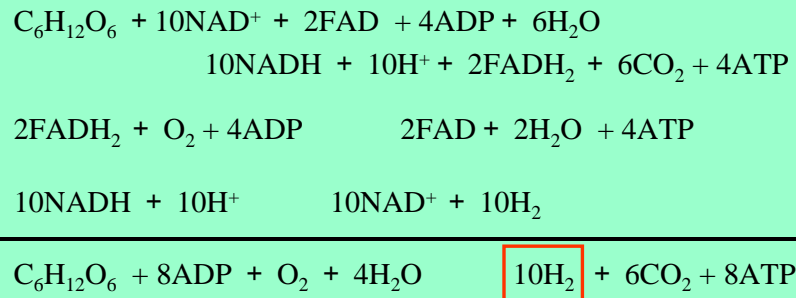 C₆H₁₂O₆ + 10NAD⁺ + 2FAD + 4ADP + 6H₂O
10NADH + 10H⁺ + 2FADH₂ + 6CO₂ + 4ATP
2FADH₂ + O₂ + 4ADP 2FAD + 2H₂O + 4ATP
10NADH + 10H⁺ 10NAD⁺ + 10H₂
C₆H₁₂O₆ + 8ADP + O₂ + 4H₂O 10H₂ + 6CO₂ + 8ATP